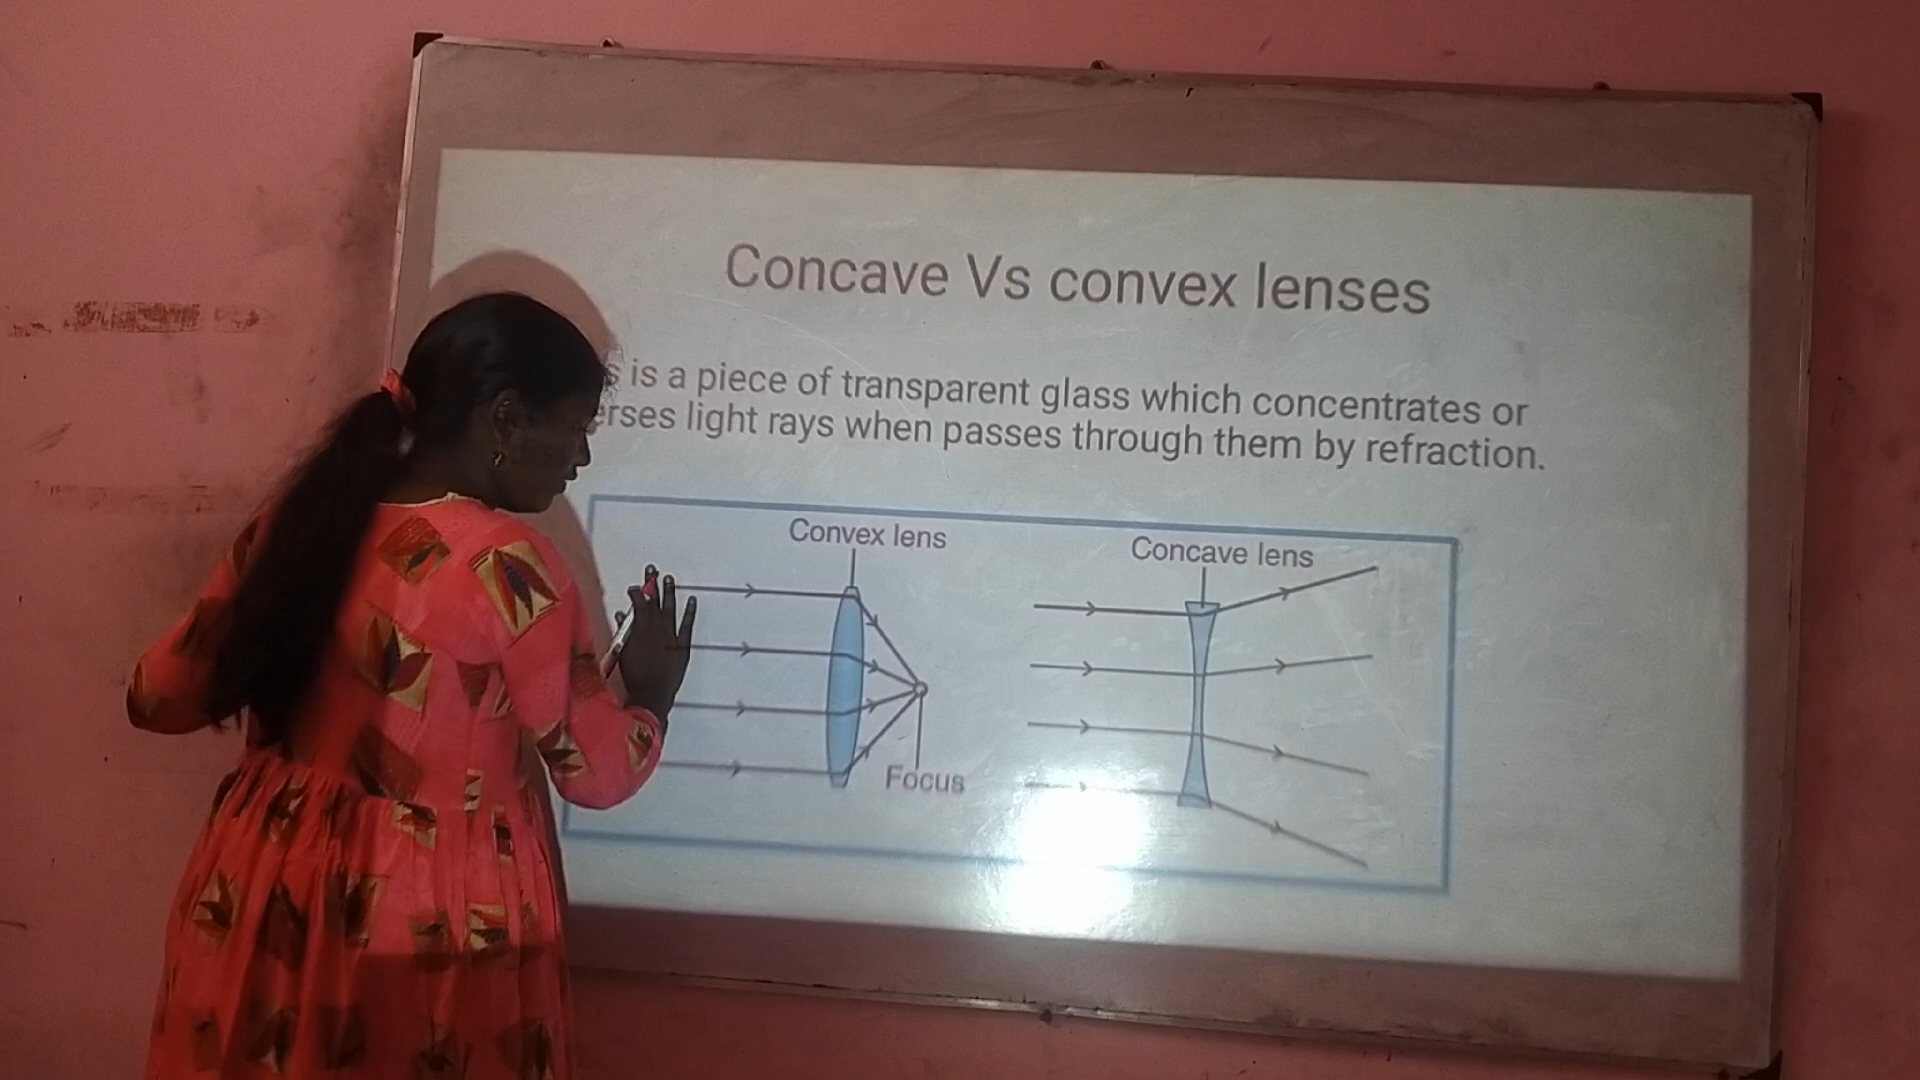 Concave Vs convex lenses
is a piece of transparent glass which concentrates or
light rays when passes through them by refraction.
Convex lens
Concave lens
Focus